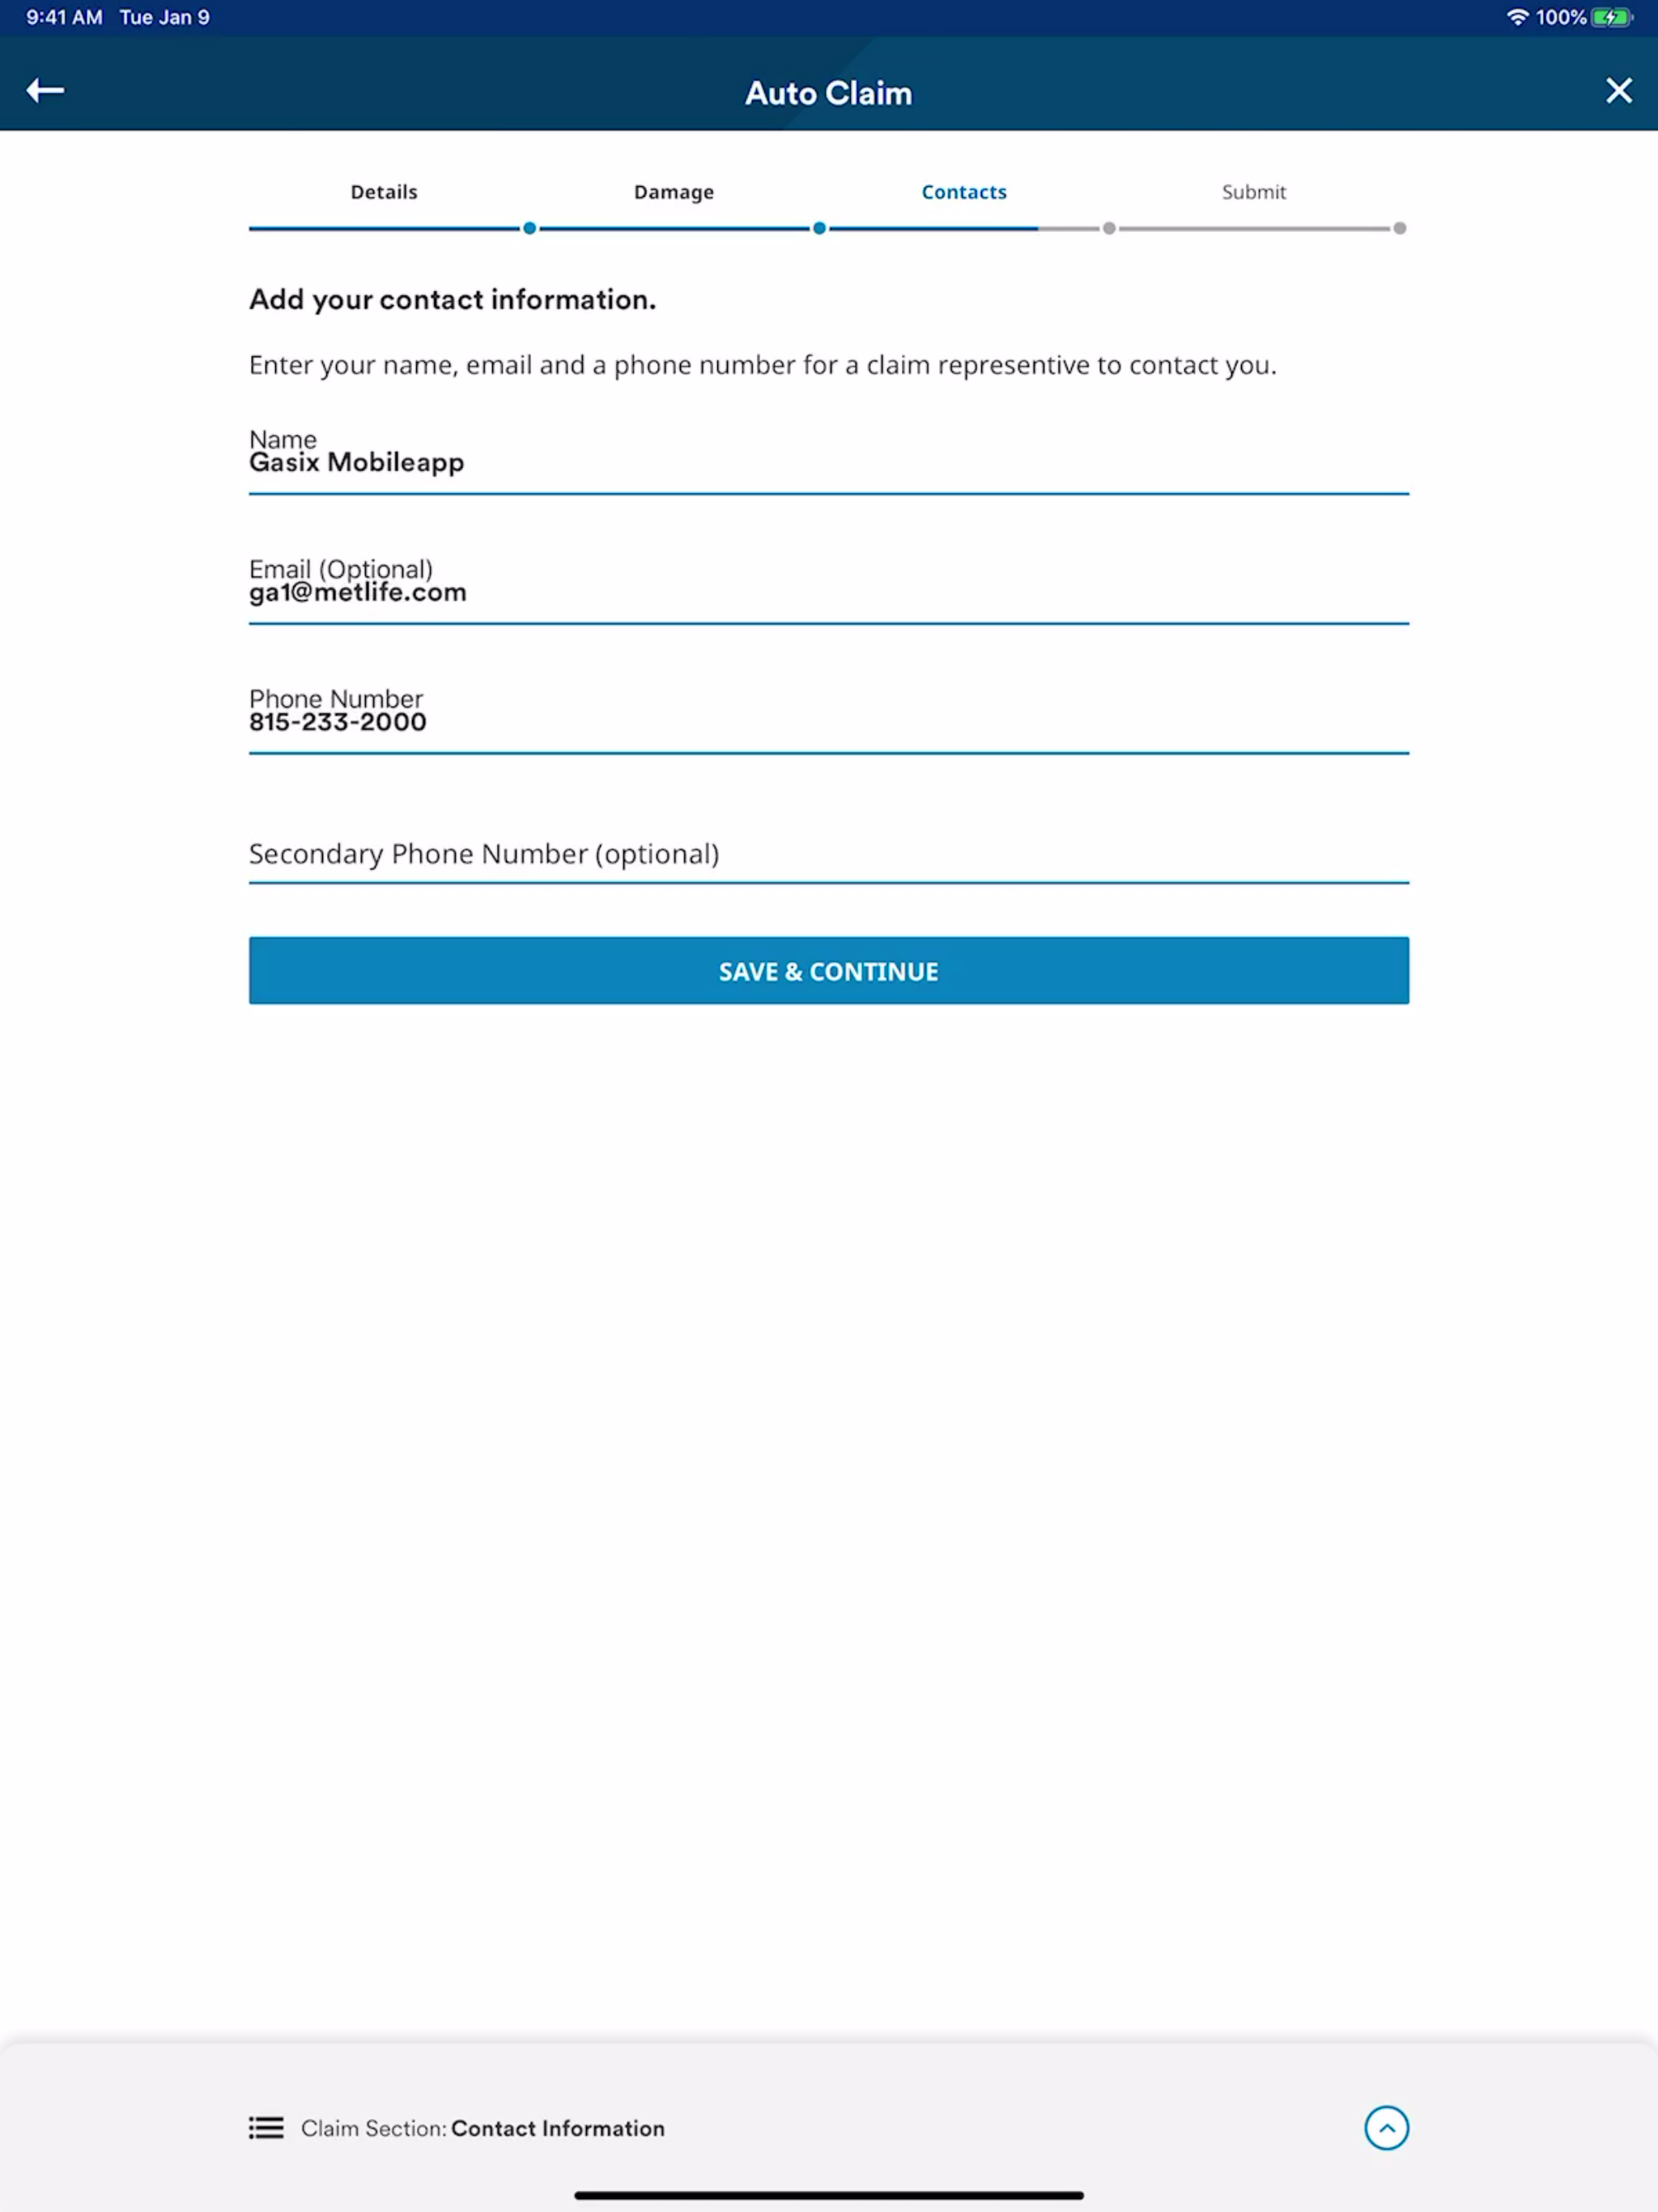 9:41 AM Tue Jan 9
100%
Auto Claim
Details Damage Contacts Submit
Add your contact information.
Enter your name, email and a phone number for a claim representive to contact you.
Name
Gasix Mobileapp
Email (Optional)
ga1@metlife.com
Phone Number
815-233-2000
Secondary Phone Number (optional)
SAVE & CONTINUE
Claim Section: Contact Information